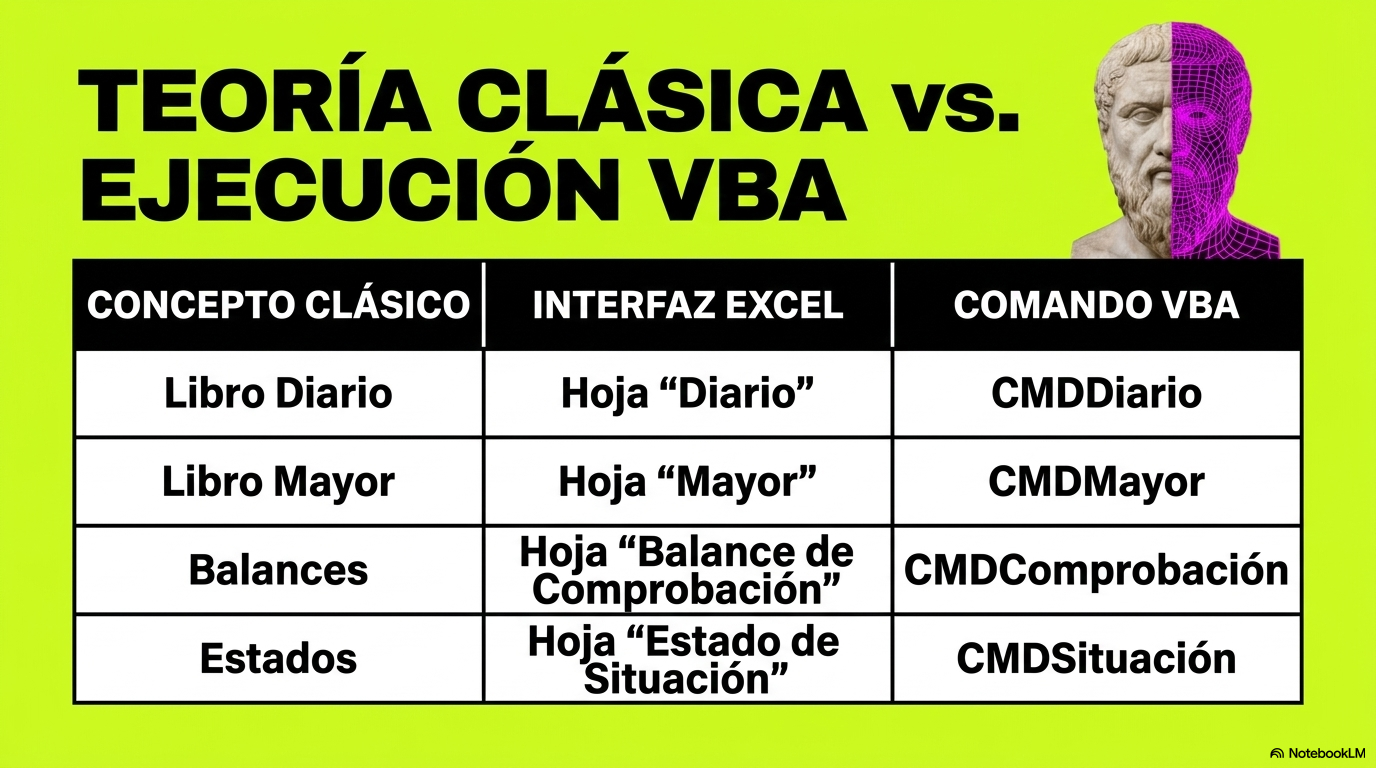 TEORÍA CLÁSICA vs.
EJECUCIÓN VBA
CONCEPTO CLÁSICO INTERFAZ EXCEL COMANDO VBA
Libro Diario Hoja “Diario” CMDDiario
Libro Mayor Hoja “Mayor” CMDMayor
Balances Hoja “Balance de
Comprobación” CMDComprobación
Estados Hoja “Estado de
Situación” CMDSituación
NotebookLM